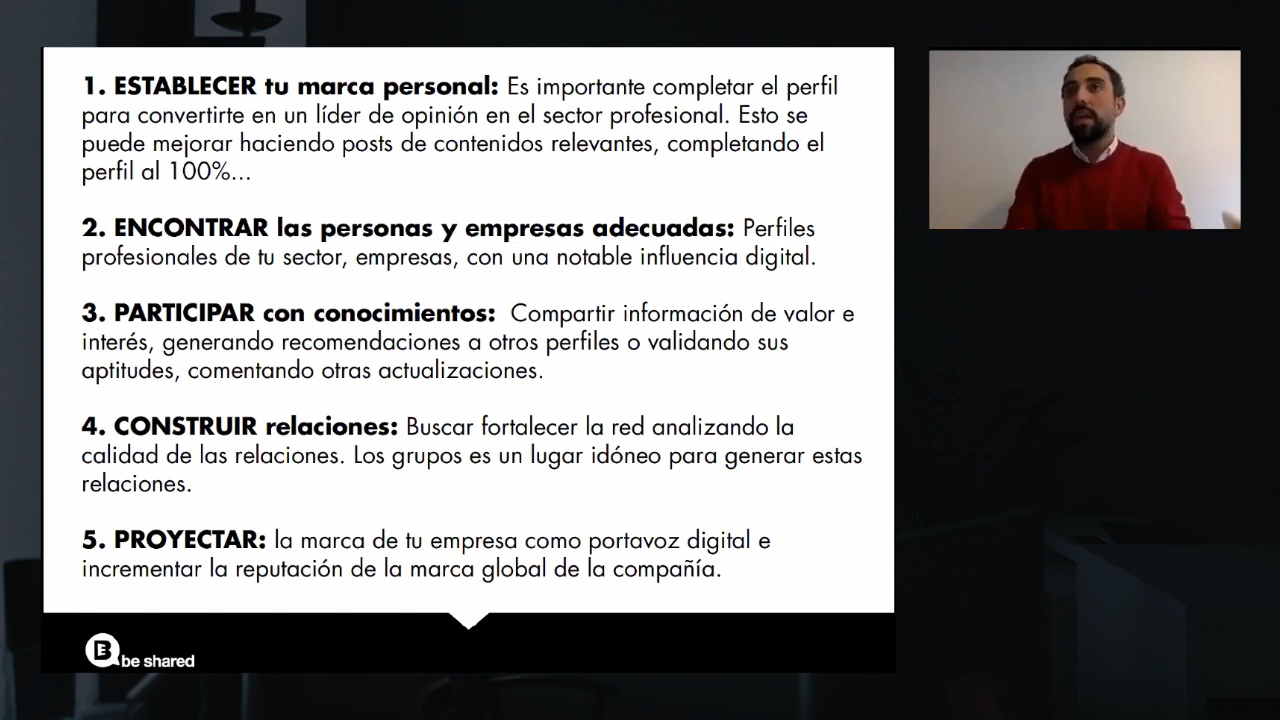 1. ESTABLECER tu marca personal: Es importante completar el perfil
para convertirte en un líder de opinión en el sector profesional. Esto se
puede mejorar haciendo posts de contenidos relevantes, completando el
perfil al 100%...
2. ENCONTRAR las personas y empresas adecuadas: Perfiles
profesionales de tu sector, empresas, con una notable influencia digital.
3. PARTICIPAR con conocimientos: Compartir información de valor e
interés, generando recomendaciones a otros perfiles o validando sus
aptitudes, comentando otras actualizaciones.
4. CONSTRUIR relaciones: Buscar fortalecer la red analizando la
calidad de las relaciones. Los grupos es un lugar idóneo para generar estas
relaciones.
5. PROYECTAR: la marca de tu empresa como portavoz digital e
incrementar la reputación de la marca global de la compañía.
B be shared